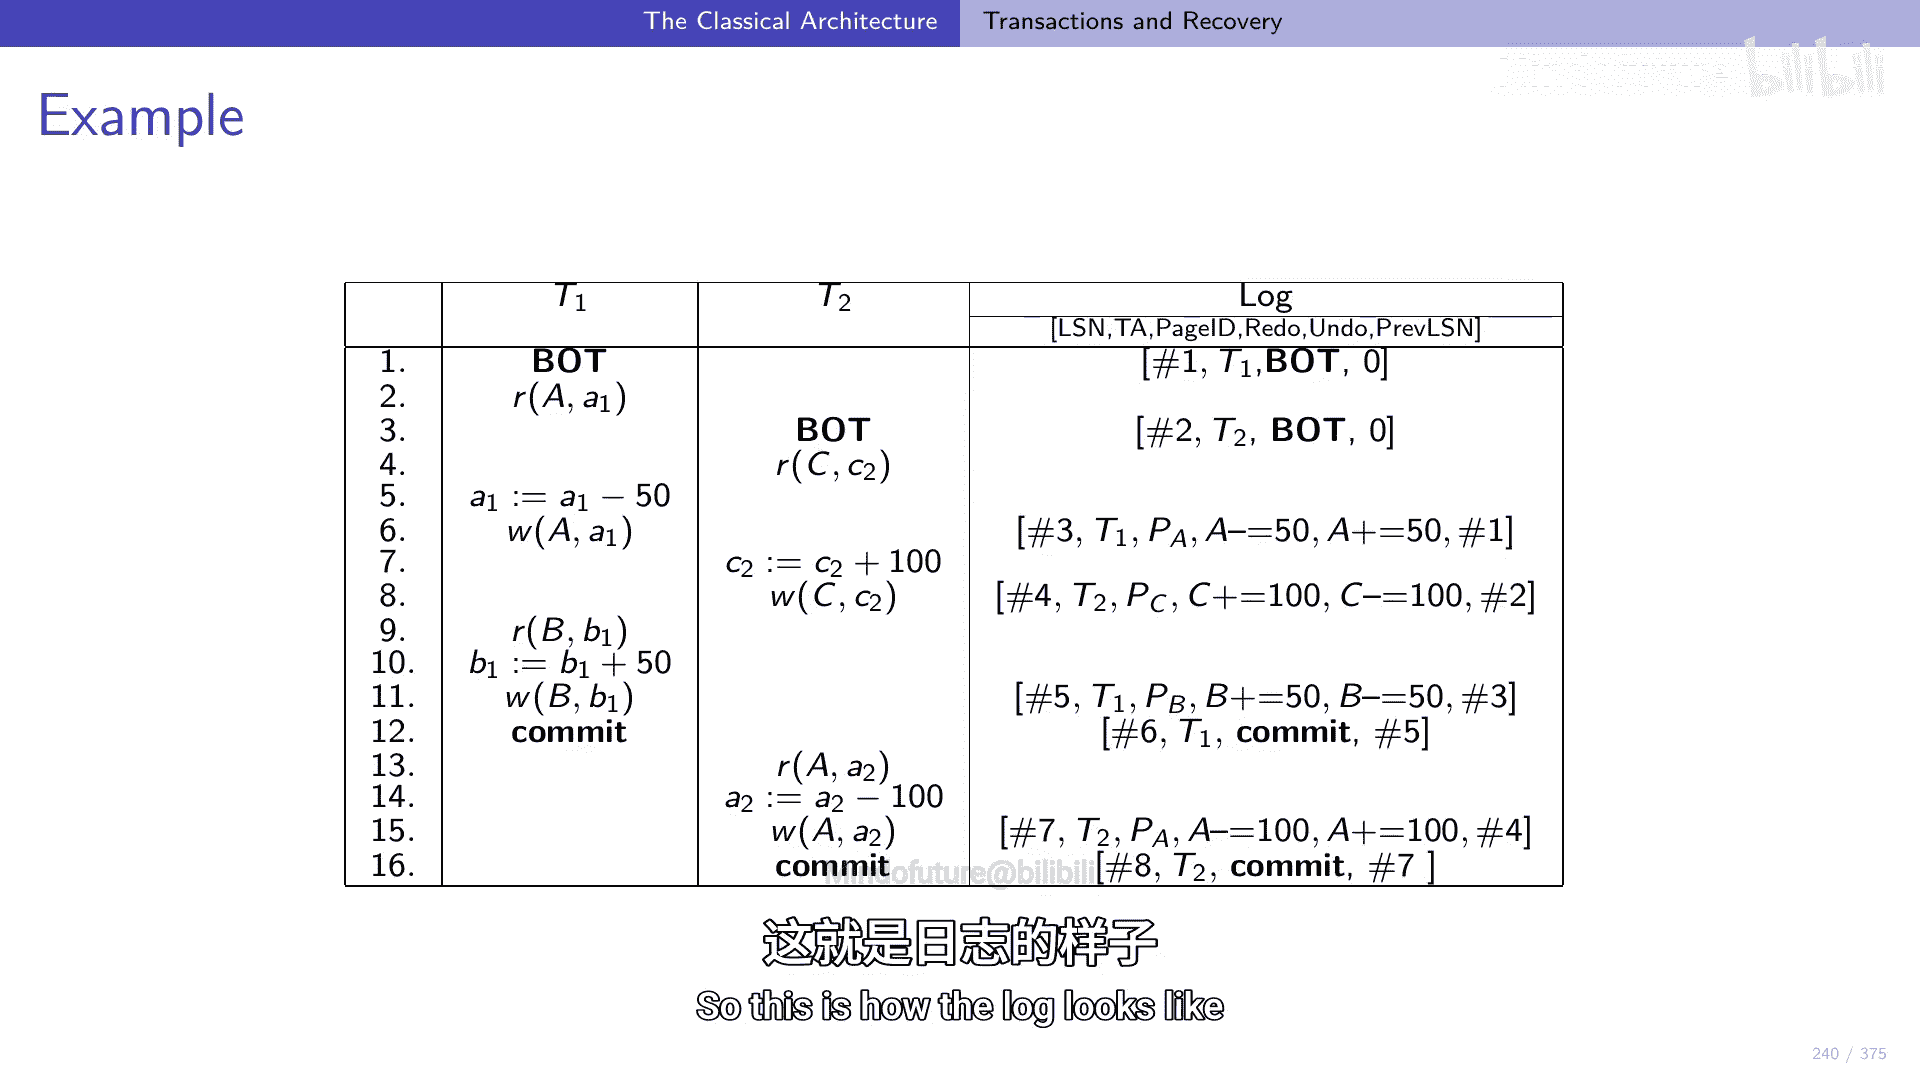 The Classical Architecture Transactions and Recovery
bilibili
Example
T₁ T₂ Log
[LSN,TA,PageID,Redo,Undo,PrevLSN]
1. BOT [#1, T₁,BOT, 0]
2. r(A, a₁)
3. BOT [#2, T₂, BOT, 0]
4. r(C, c₂)
5. a₁ := a₁ − 50
6. w(A, a₁) [#3, T₁, P_A, A–=50, A+=50, #1]
7. c₂ := c₂ + 100
8. w(C, c₂) [#4, T₂, P_C, C+=100, C–=100, #2]
9. r(B, b₁)
10. b₁ := b₁ + 50
11. w(B, b₁) [#5, T₁, P_B, B+=50, B–=50, #3]
12. commit [#6, T₁, commit, #5]
13. r(A, a₂)
14. a₂ := a₂ − 100
15. w(A, a₂) [#7, T₂, P_A, A–=100, A+=100, #4]
16. commit [#8, T₂, commit, #7 ]
Mindofuture@bilibili
这就是日志的样子
So this is how the log looks like
240 / 375